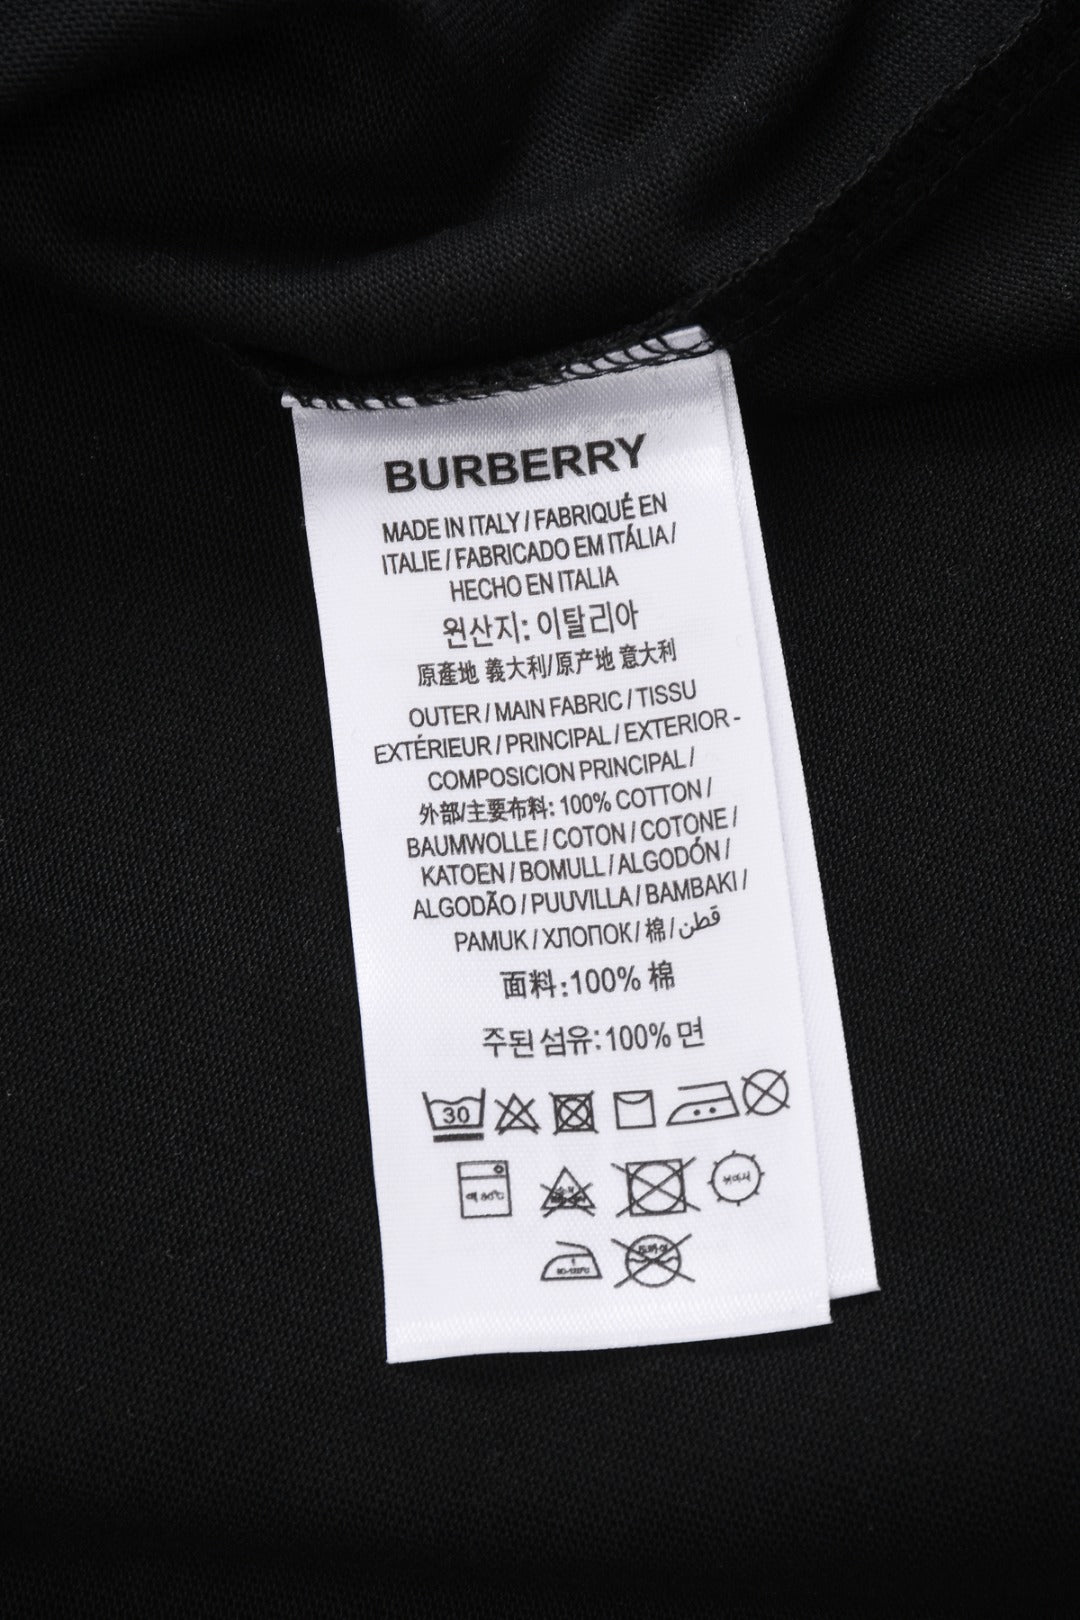 BURBERRY
MADE IN ITALY / FABRIQUÉ EN
ITALIE / FABRICADO EM ITÁLIA /
HECHO EN ITALIA
원산지: 이탈리아
原產地 義大利/原产地 意大利
OUTER / MAIN FABRIC / TISSU
EXTÉRIEUR / PRINCIPAL / EXTERIOR -
COMPOSICION PRINCIPAL /
外部/主要布料: 100% COTTON /
BAUMWOLLE / COTON / COTONE /
KATOEN / BOMULL / ALGODÓN /
ALGODÃO / PUUVILLA / BAMBAKI /
PAMUK / ХЛОПОК / 棉 / قطن
面料:100% 棉
주된 섬유:100% 면
30